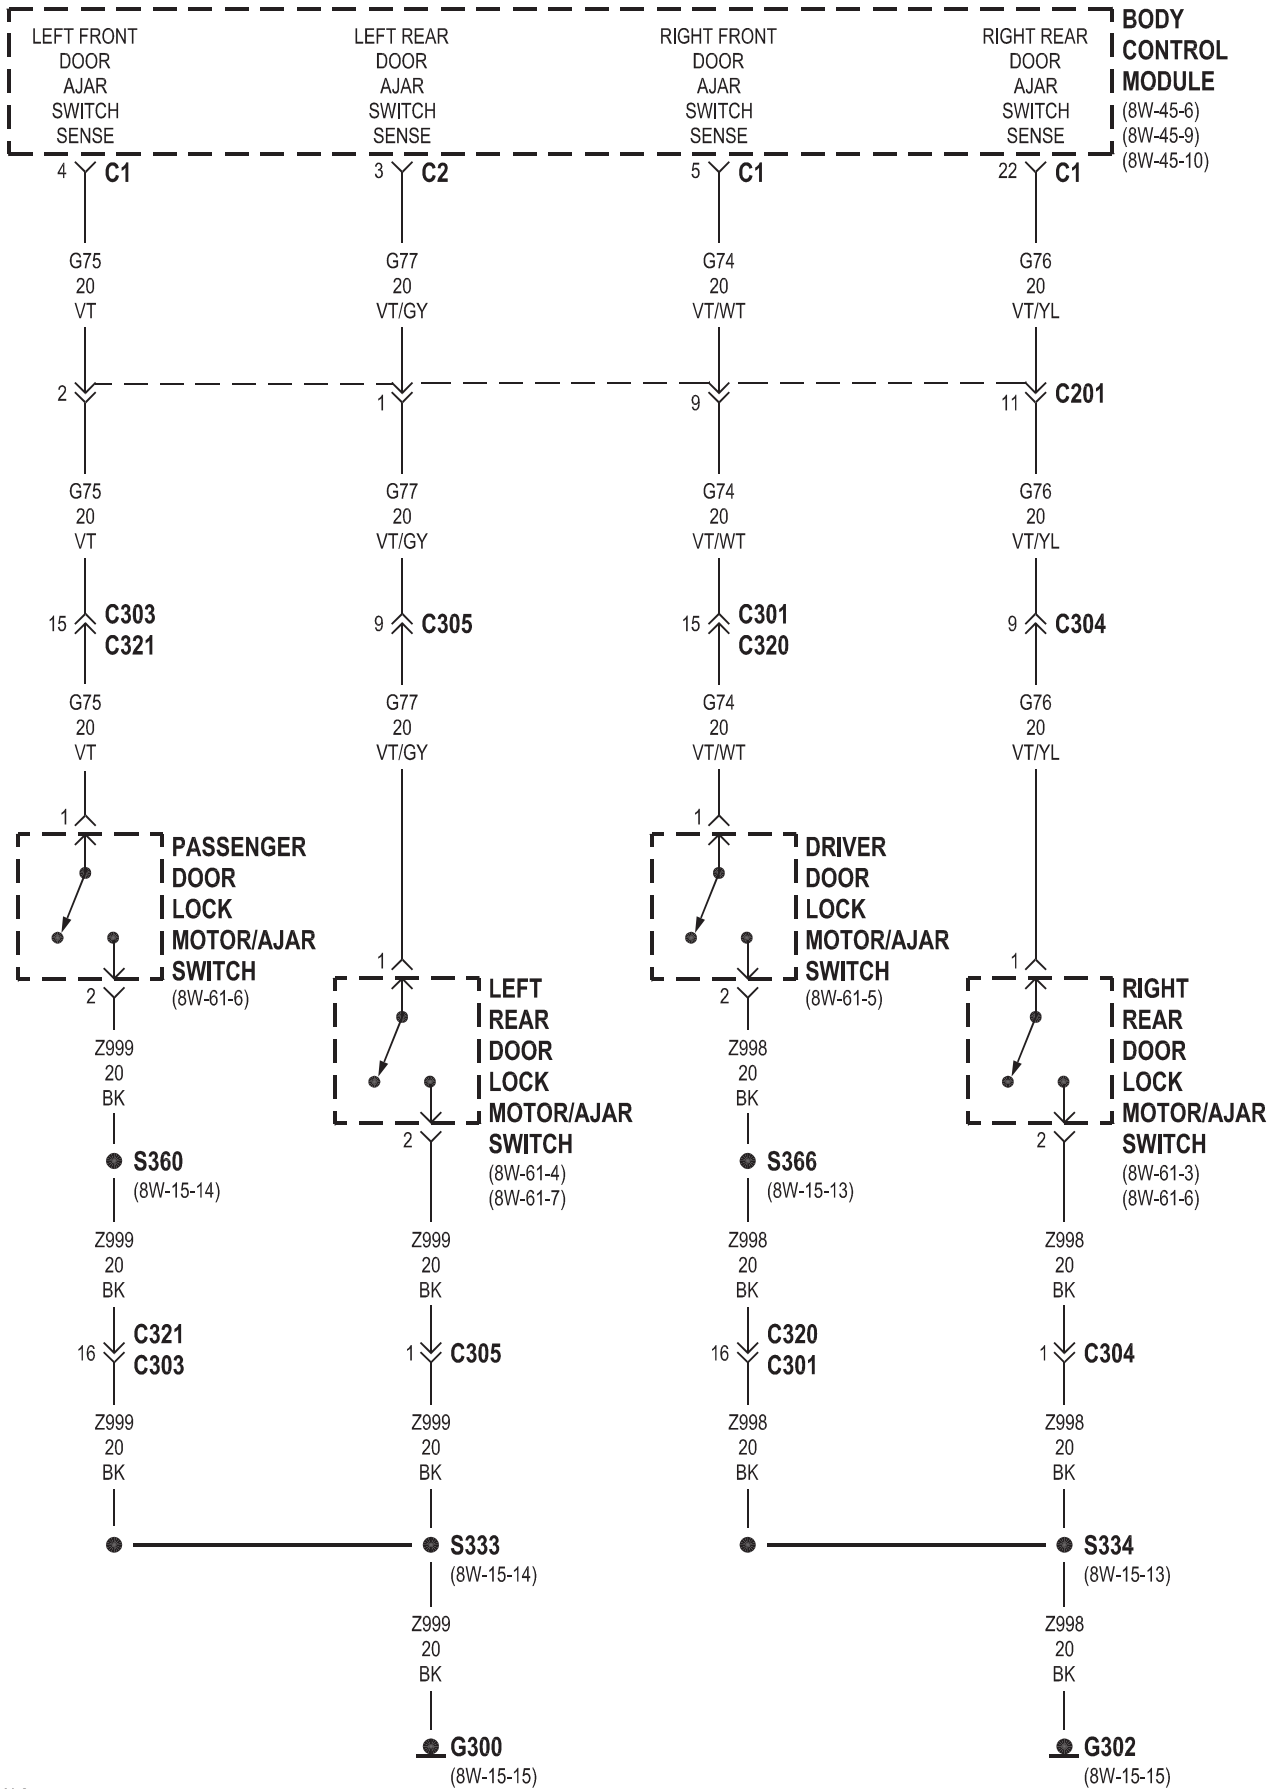 LEFT FRONT
DOOR
AJAR
SWITCH
SENSE
LEFT REAR
DOOR
AJAR
SWITCH
SENSE
RIGHT FRONT
DOOR
AJAR
SWITCH
SENSE
RIGHT REAR
DOOR
AJAR
SWITCH
SENSE
BODY
CONTROL
MODULE
(8W-45-6)
(8W-45-9)
(8W-45-10)
4 C1
3 C2
5 C1
22 C1
G75
20
VT
G77
20
VT/GY
G74
20
VT/WT
G76
20
VT/YL
2
1
9
11 C201
G75
20
VT
G77
20
VT/GY
G74
20
VT/WT
G76
20
VT/YL
15 C303
C321
9 C305
15 C301
C320
9 C304
G75
20
VT
G77
20
VT/GY
G74
20
VT/WT
G76
20
VT/YL
1
PASSENGER
DOOR
LOCK
MOTOR/AJAR
SWITCH
(8W-61-6)
2
1
LEFT
REAR
DOOR
LOCK
MOTOR/AJAR
SWITCH
(8W-61-4)
(8W-61-7)
2
1
DRIVER
DOOR
LOCK
MOTOR/AJAR
SWITCH
(8W-61-5)
2
1
RIGHT
REAR
DOOR
LOCK
MOTOR/AJAR
SWITCH
(8W-61-3)
(8W-61-6)
2
Z999
20
BK
Z998
20
BK
S360
(8W-15-14)
S366
(8W-15-13)
Z999
20
BK
Z999
20
BK
Z998
20
BK
Z998
20
BK
16 C321
C303
1 C305
16 C320
C301
1 C304
Z999
20
BK
Z999
20
BK
Z998
20
BK
Z998
20
BK
S333
(8W-15-14)
S334
(8W-15-13)
Z999
20
BK
Z998
20
BK
G300
(8W-15-15)
G302
(8W-15-15)